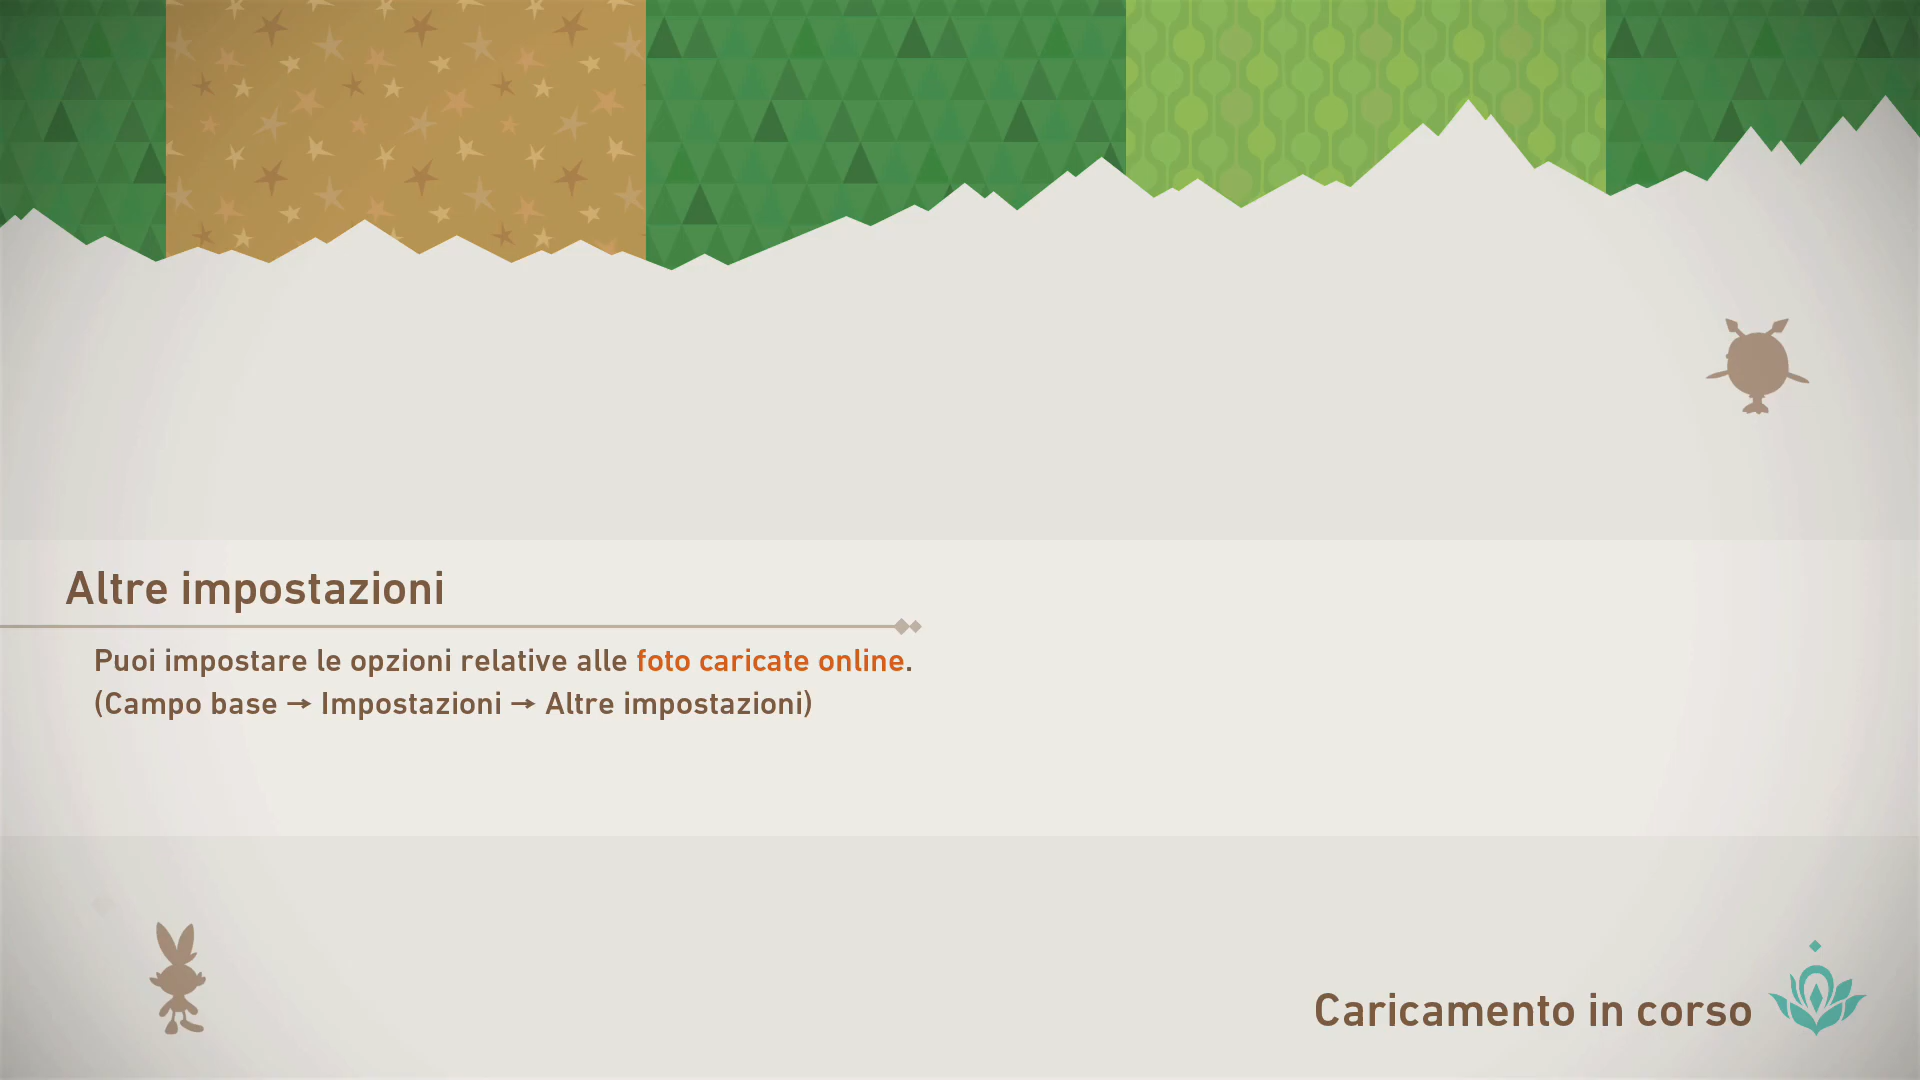 Altre impostazioni
Puoi impostare le opzioni relative alle foto caricate online.
(Campo base → Impostazioni → Altre impostazioni)
Caricamento in corso